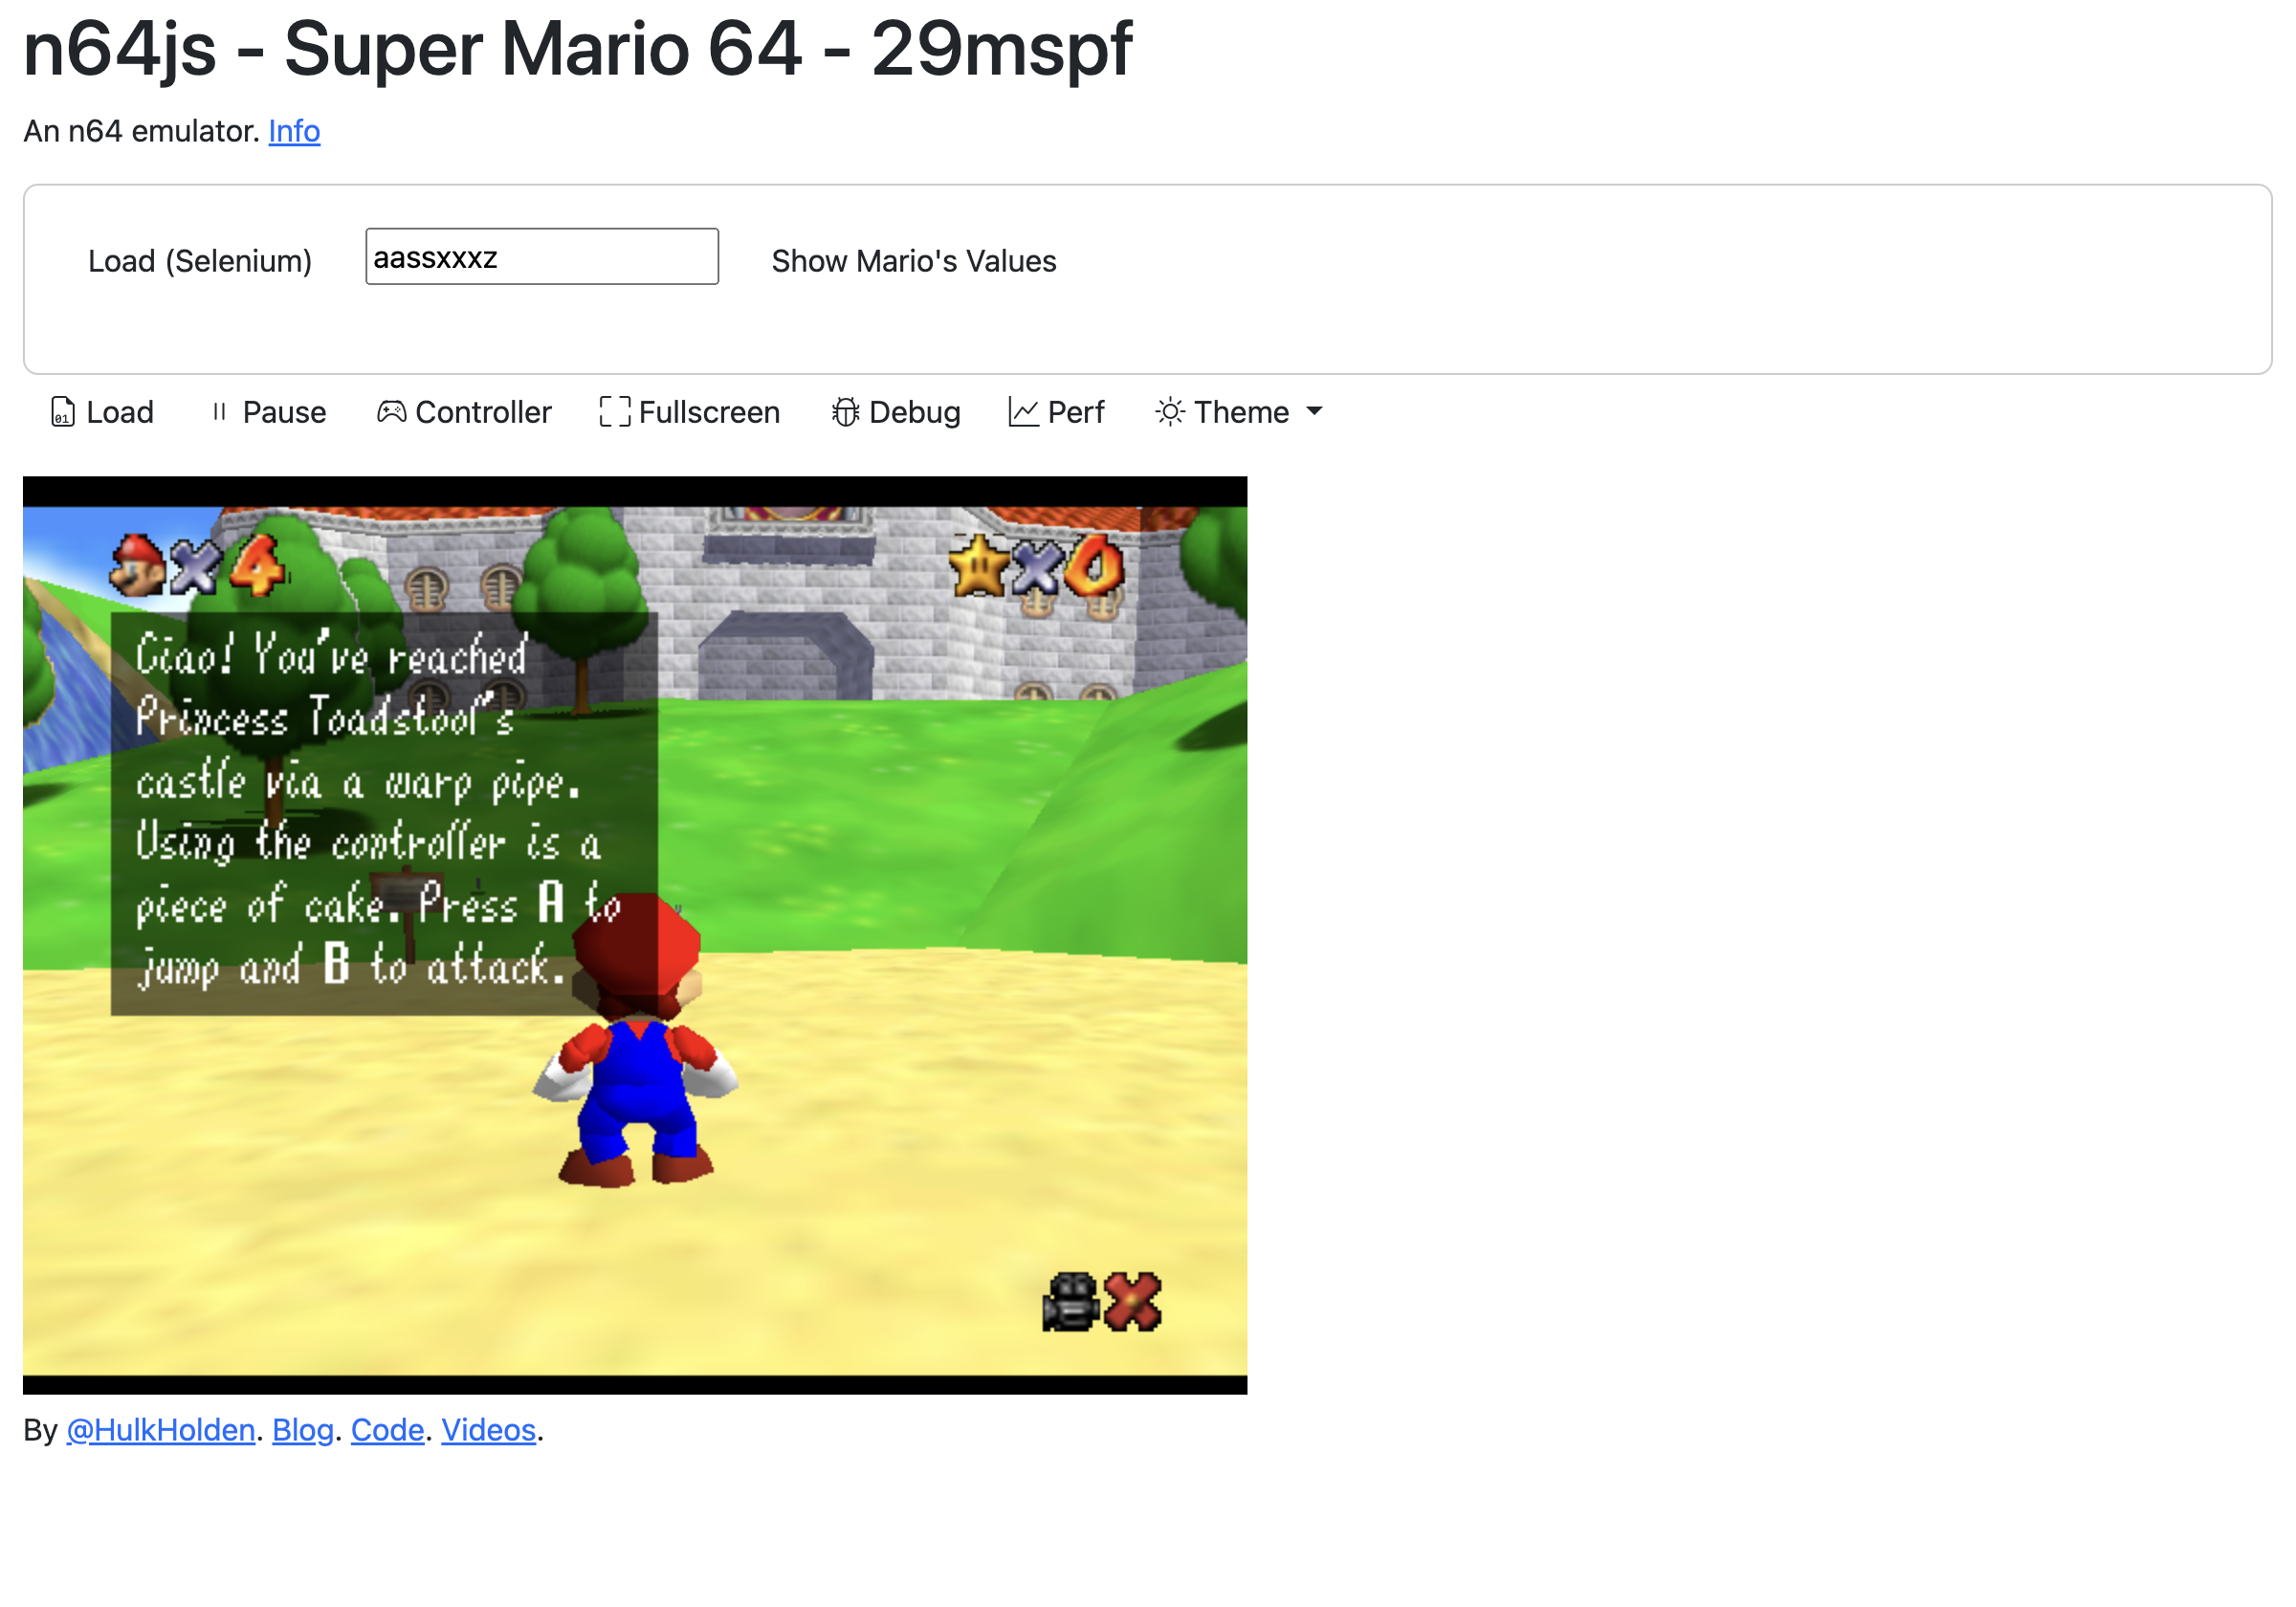 n64js - Super Mario 64 - 29mspf
An n64 emulator. Info
Load (Selenium) aassxxxz Show Mario's Values
01 Load Pause Controller Fullscreen Debug Perf Theme
×4 ×0
Ciao! You've reached
Princess Toadstool's
castle via a warp pipe.
Using the controller is a
piece of cake. Press A to
jump and B to attack.
By @HulkHolden. Blog. Code. Videos.